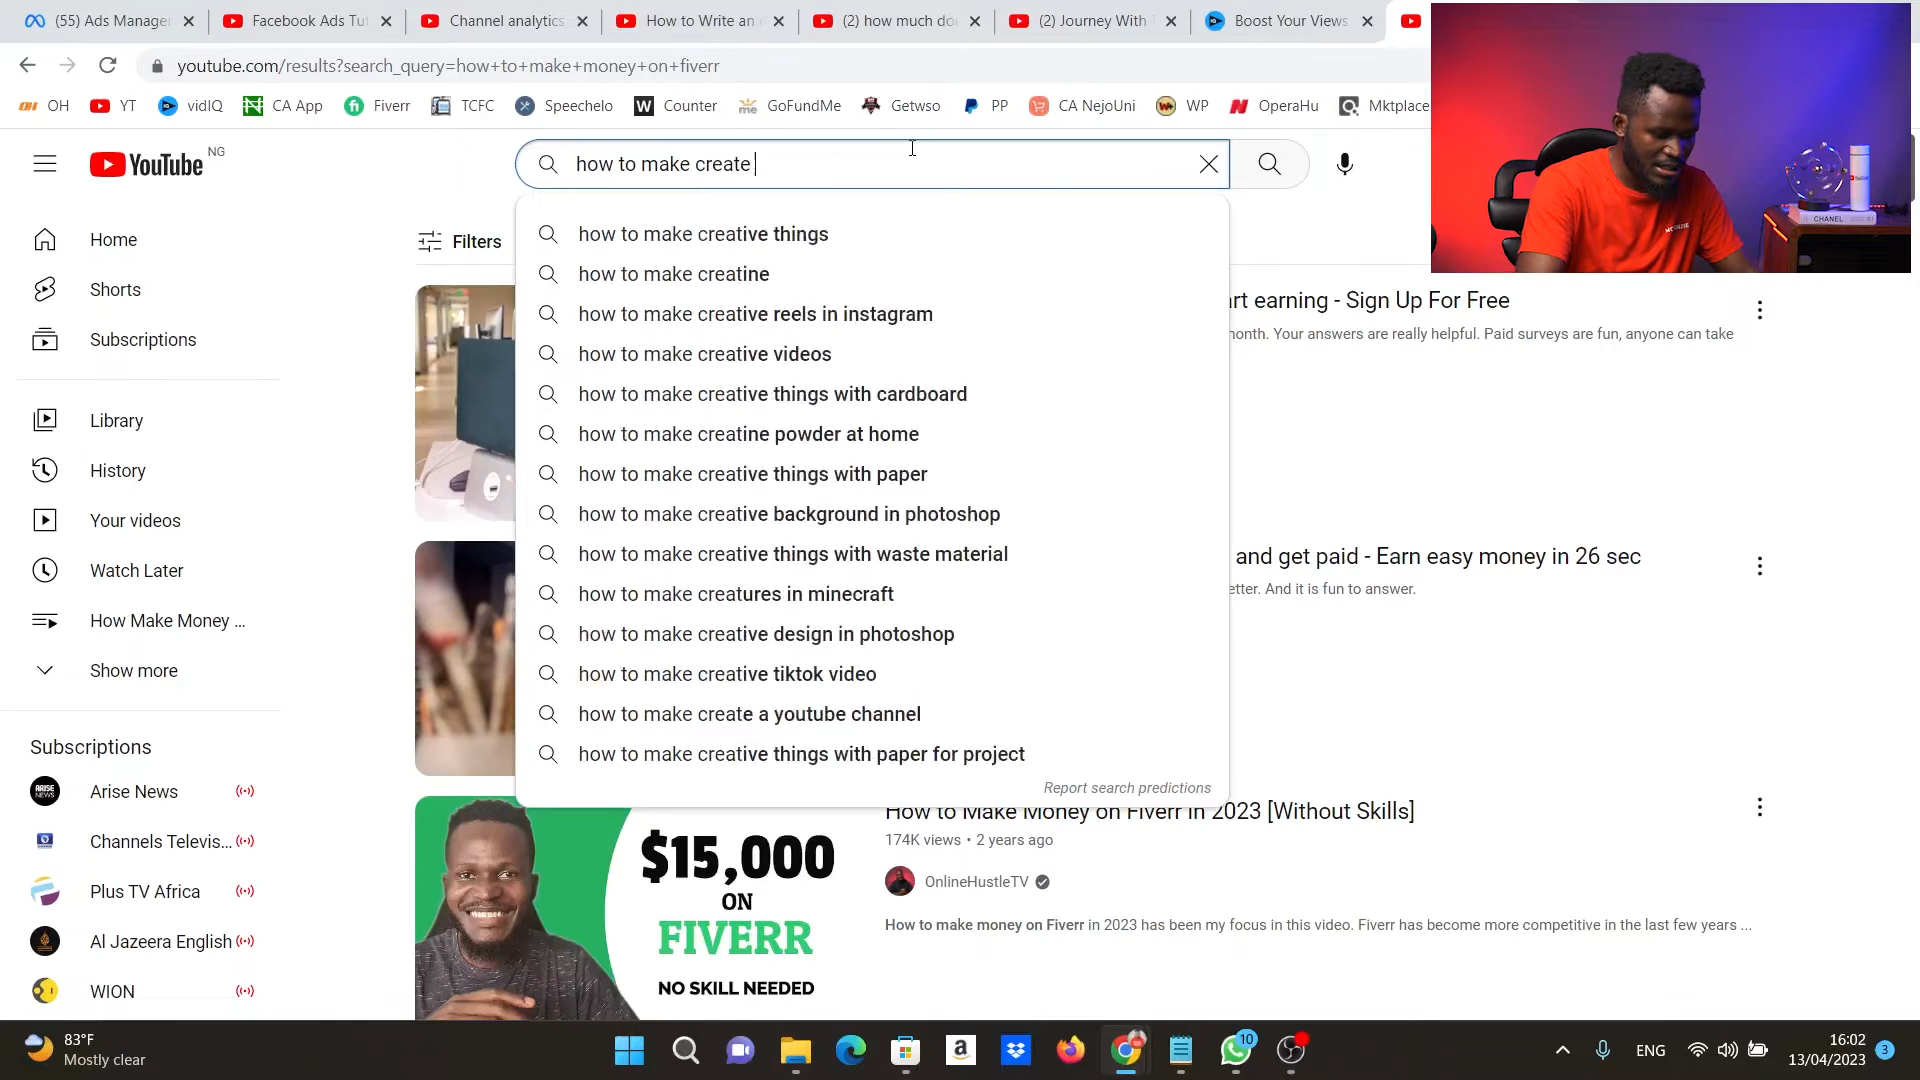 (55) Ads Manager
Facebook Ads Tut
Channel analytics
How to Write an
(2) how much do
(2) Journey With
Boost Your Views
youtube.com/results?search_query=how+to+make+money+on+fiverr
OH
YT
vidIQ
CA App
Fiverr
TCFC
Speechelo
Counter
GoFundMe
Getwso
PP
CA NejoUni
WP
OperaHu
Mktplace
YouTube NG
how to make create
Home
Shorts
Subscriptions
Library
History
Your videos
Watch Later
How Make Money ...
Show more
Subscriptions
Arise News
Channels Televis...
Plus TV Africa
Al Jazeera English
WION
Filters
how to make creative things
how to make creatine
how to make creative reels in instagram
how to make creative videos
how to make creative things with cardboard
how to make creatine powder at home
how to make creative things with paper
how to make creative background in photoshop
how to make creative things with waste material
how to make creatures in minecraft
how to make creative design in photoshop
how to make creative tiktok video
how to make create a youtube channel
how to make creative things with paper for project
Report search predictions
rt earning - Sign Up For Free
month. Your answers are really helpful. Paid surveys are fun, anyone can take
and get paid - Earn easy money in 26 sec
etter. And it is fun to answer.
$15,000
ON
FIVERR
NO SKILL NEEDED
How to Make Money on Fiverr in 2023 [Without Skills]
174K views • 2 years ago
OnlineHustleTV
How to make money on Fiverr in 2023 has been my focus in this video. Fiverr has become more competitive in the last few years ...
CHANNEL
83°F
Mostly clear
10
ENG
16:02
13/04/2023
3